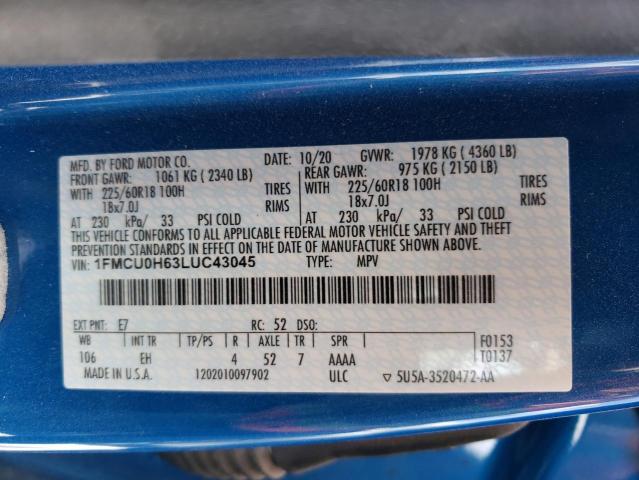 MFD. BY FORD MOTOR CO.
DATE: 10/20 GVWR: 1978 KG ( 4360 LB)
FRONT GAWR: 1061 KG ( 2340 LB)
REAR GAWR: 975 KG ( 2150 LB)
WITH 225/60R18 100H TIRES
WITH 225/60R18 100H TIRES
18x7.0J RIMS
18x7.0J RIMS
AT 230 kPa/ 33 PSI COLD
AT 230 kPa/ 33 PSI COLD
THIS VEHICLE CONFORMS TO ALL APPLICABLE FEDERAL MOTOR VEHICLE SAFETY AND THEFT
PREVENTION STANDARDS IN EFFECT ON THE DATE OF MANUFACTURE SHOWN ABOVE.
VIN: 1FMCU0H63LUC43045 TYPE: MPV
EXT PNT: E7 RC: 52 DSO:
WB INT TR TP/PS R AXLE TR SPR F0153
106 EH 4 52 7 AAAA T0137
MADE IN U.S.A. 1202010097902 ULC ▽ 5U5A-3520472-AA